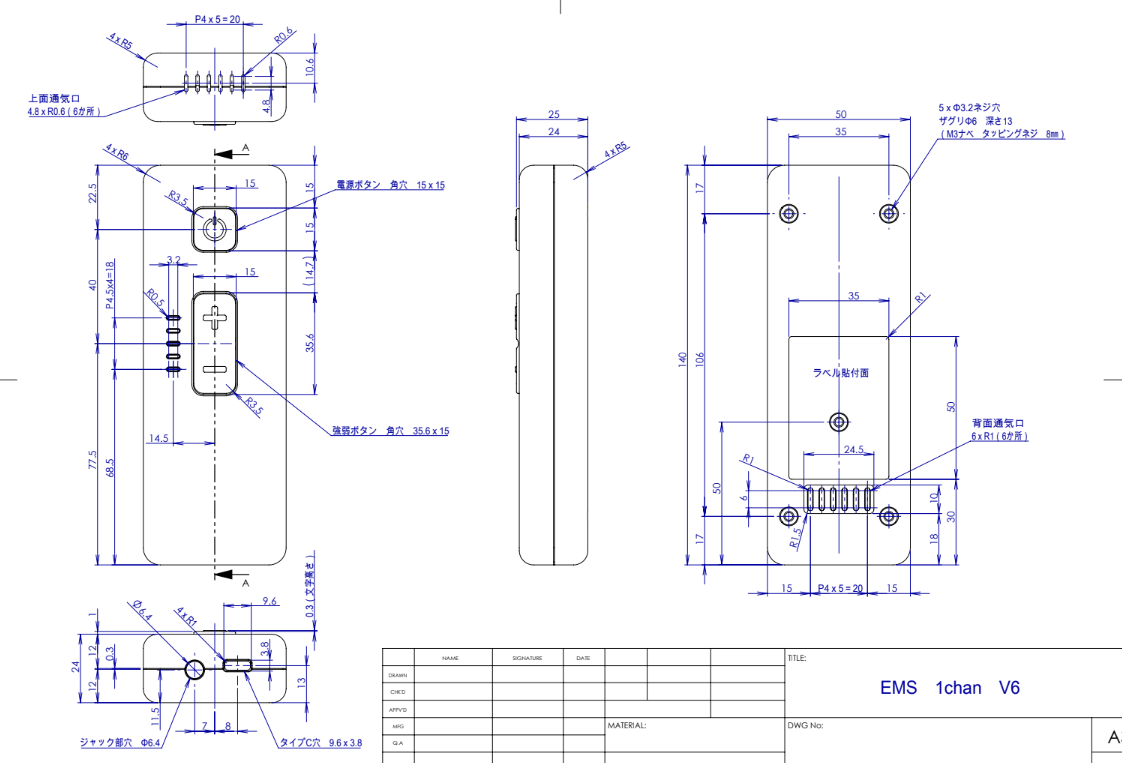 P4 x 5 = 20
4 x R5
R0.6
10.6
4.8
上面通気口
4.8 x R0.6 ( 6か所 )
A
4 x R6
22.5
R3.5
15
15
15
電源ボタン 角穴 15 x 15
( 14.7 )
40
3.2
P4.5x4=18
R0.5
15
35.6
R3.5
強弱ボタン 角穴 35.6 x 15
14.5
77.5
68.5
A
25
24
4 x R5
50
35
5 x Φ3.2ネジ穴
ザグリΦ6 深さ13
( M3ナベ タッピングネジ 8㎜ )
17
140
106
35
R1
ラベル貼付面
50
背面通気口
6 x R1 ( 6か所 )
24.5
R1
50
6
10
30
R1.5
17
18
15
P4 x 5 = 20
15
Ø6.4
4 x R1
9.6
0.3 ( 文字高さ )
1
12
0.3
3.8
24
12
11.5
13
7
8
ジャック部穴 Φ6.4
タイプC穴 9.6 x 3.8
NAME
SIGNATURE
DATE
TITLE:
DRAWN
CHK'D
EMS 1chan V6
APPV'D
MFG
MATERIAL:
DWG No:
Q.A